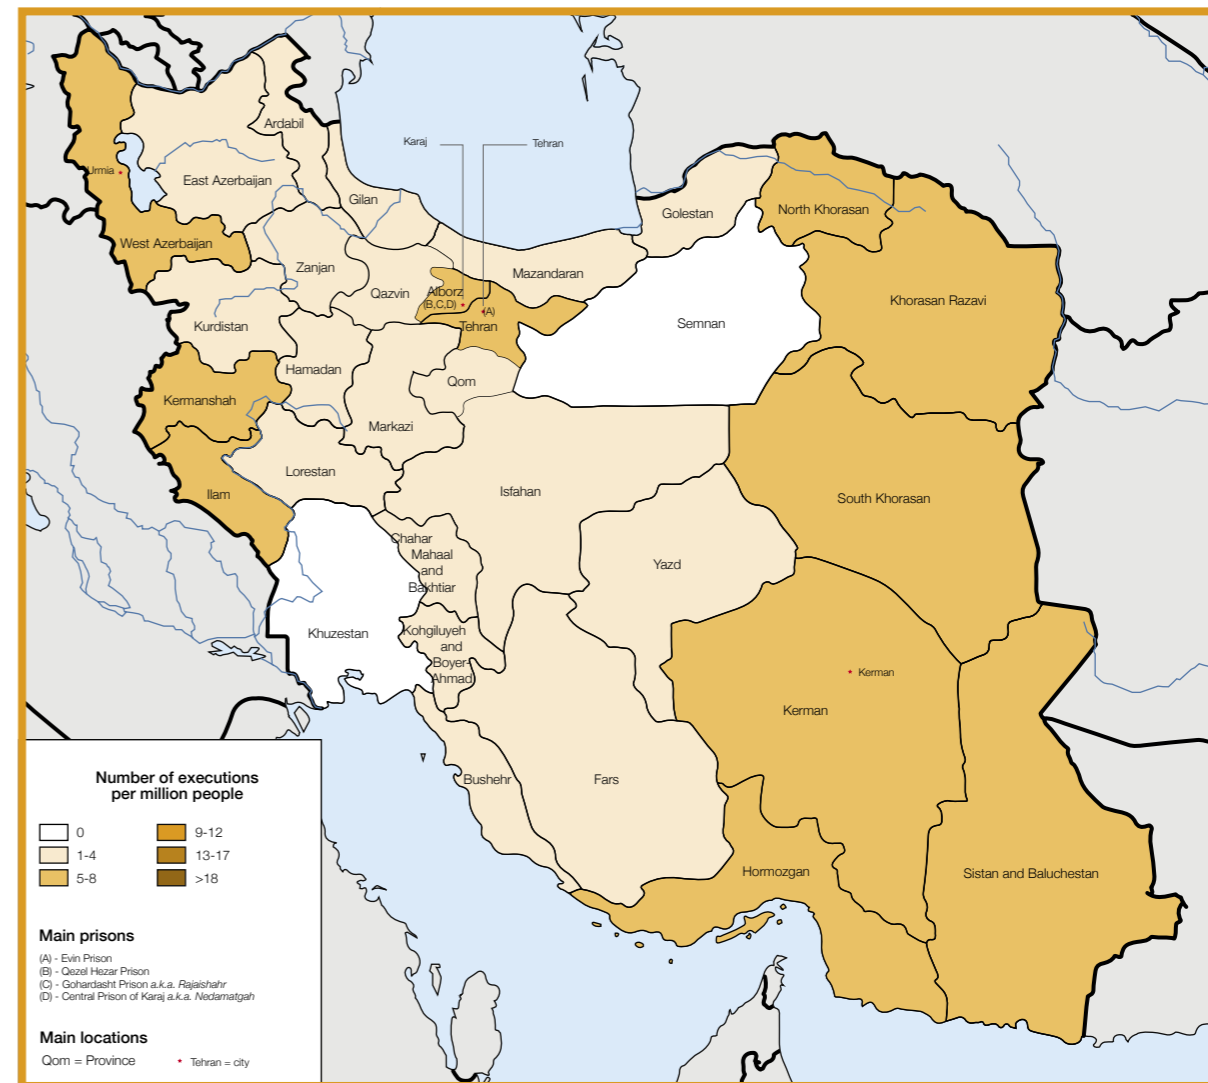 Karaj
Tehran
Ardabil
Urmia
East Azerbaijan
Gilan
Golestan
North Khorasan
West Azerbaijan
Zanjan
Mazandaran
Qazvin
Alborz
(B,C,D)
(A)
Tehran
Khorasan Razavi
Kurdistan
Semnan
Hamadan
Qom
Kermanshah
Markazi
Lorestan
Isfahan
Ilam
South Khorasan
Chahar
Mahaal
and
Bakhtiar
Yazd
Khuzestan
Kohgiluyeh
and
Boyer-
Ahmad
Kerman
Kerman
Bushehr
Fars
Hormozgan
Sistan and Baluchestan
Number of executions
per million people
0
1-4
5-8
9-12
13-17
>18
Main prisons
(A) - Evin Prison
(B) - Qezel Hezar Prison
(C) - Gohardasht Prison a.k.a. Rajaishahr
(D) - Central Prison of Karaj a.k.a. Nedamatgah
Main locations
Qom = Province
Tehran = city